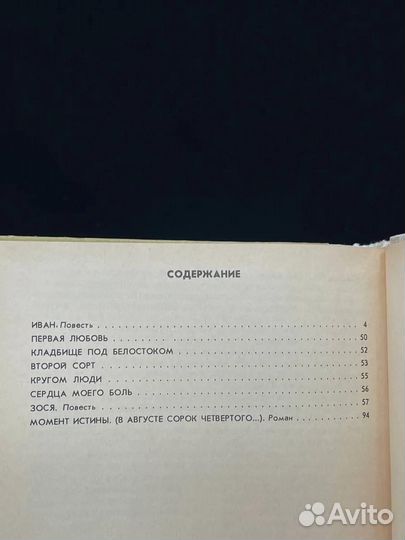 СОДЕРЖАНИЕ
ИВАН. Повесть . . . . . . . . . . . . . . . . . . . . . . . . . . . . . . 4
ПЕРВАЯ ЛЮБОВЬ . . . . . . . . . . . . . . . . . . . . . . . . . . . . 50
КЛАДБИЩЕ ПОД БЕЛОСТОКОМ . . . . . . . . . . . . . . . . . . . . 52
ВТОРОЙ СОРТ . . . . . . . . . . . . . . . . . . . . . . . . . . . . . . 53
КРУГОМ ЛЮДИ . . . . . . . . . . . . . . . . . . . . . . . . . . . . . 55
СЕРДЦА МОЕГО БОЛЬ . . . . . . . . . . . . . . . . . . . . . . . . . 56
ЗОСЯ. Повесть . . . . . . . . . . . . . . . . . . . . . . . . . . . . . . 57
МОМЕНТ ИСТИНЫ. (В АВГУСТЕ СОРОК ЧЕТВЕРТОГО...). Роман . . . . . . 94
Avito